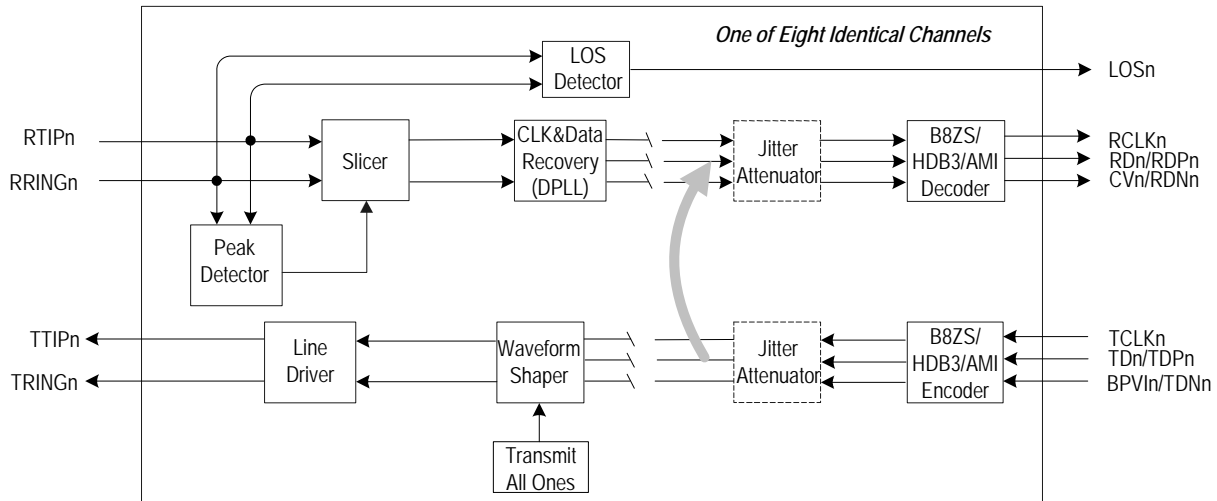 One of Eight Identical Channels
LOS
Detector
LOSn
RTIPn
RRINGn
Slicer
CLK&Data
Recovery
(DPLL)
Jitter
Attenuator
B8ZS/
HDB3/AMI
Decoder
RCLKn
RDn/RDPn
CVn/RDNn
Peak
Detector
TTIPn
TRINGn
Line
Driver
Waveform
Shaper
Jitter
Attenuator
B8ZS/
HDB3/AMI
Encoder
TCLKn
TDn/TDPn
BPVIn/TDNn
Transmit
All Ones